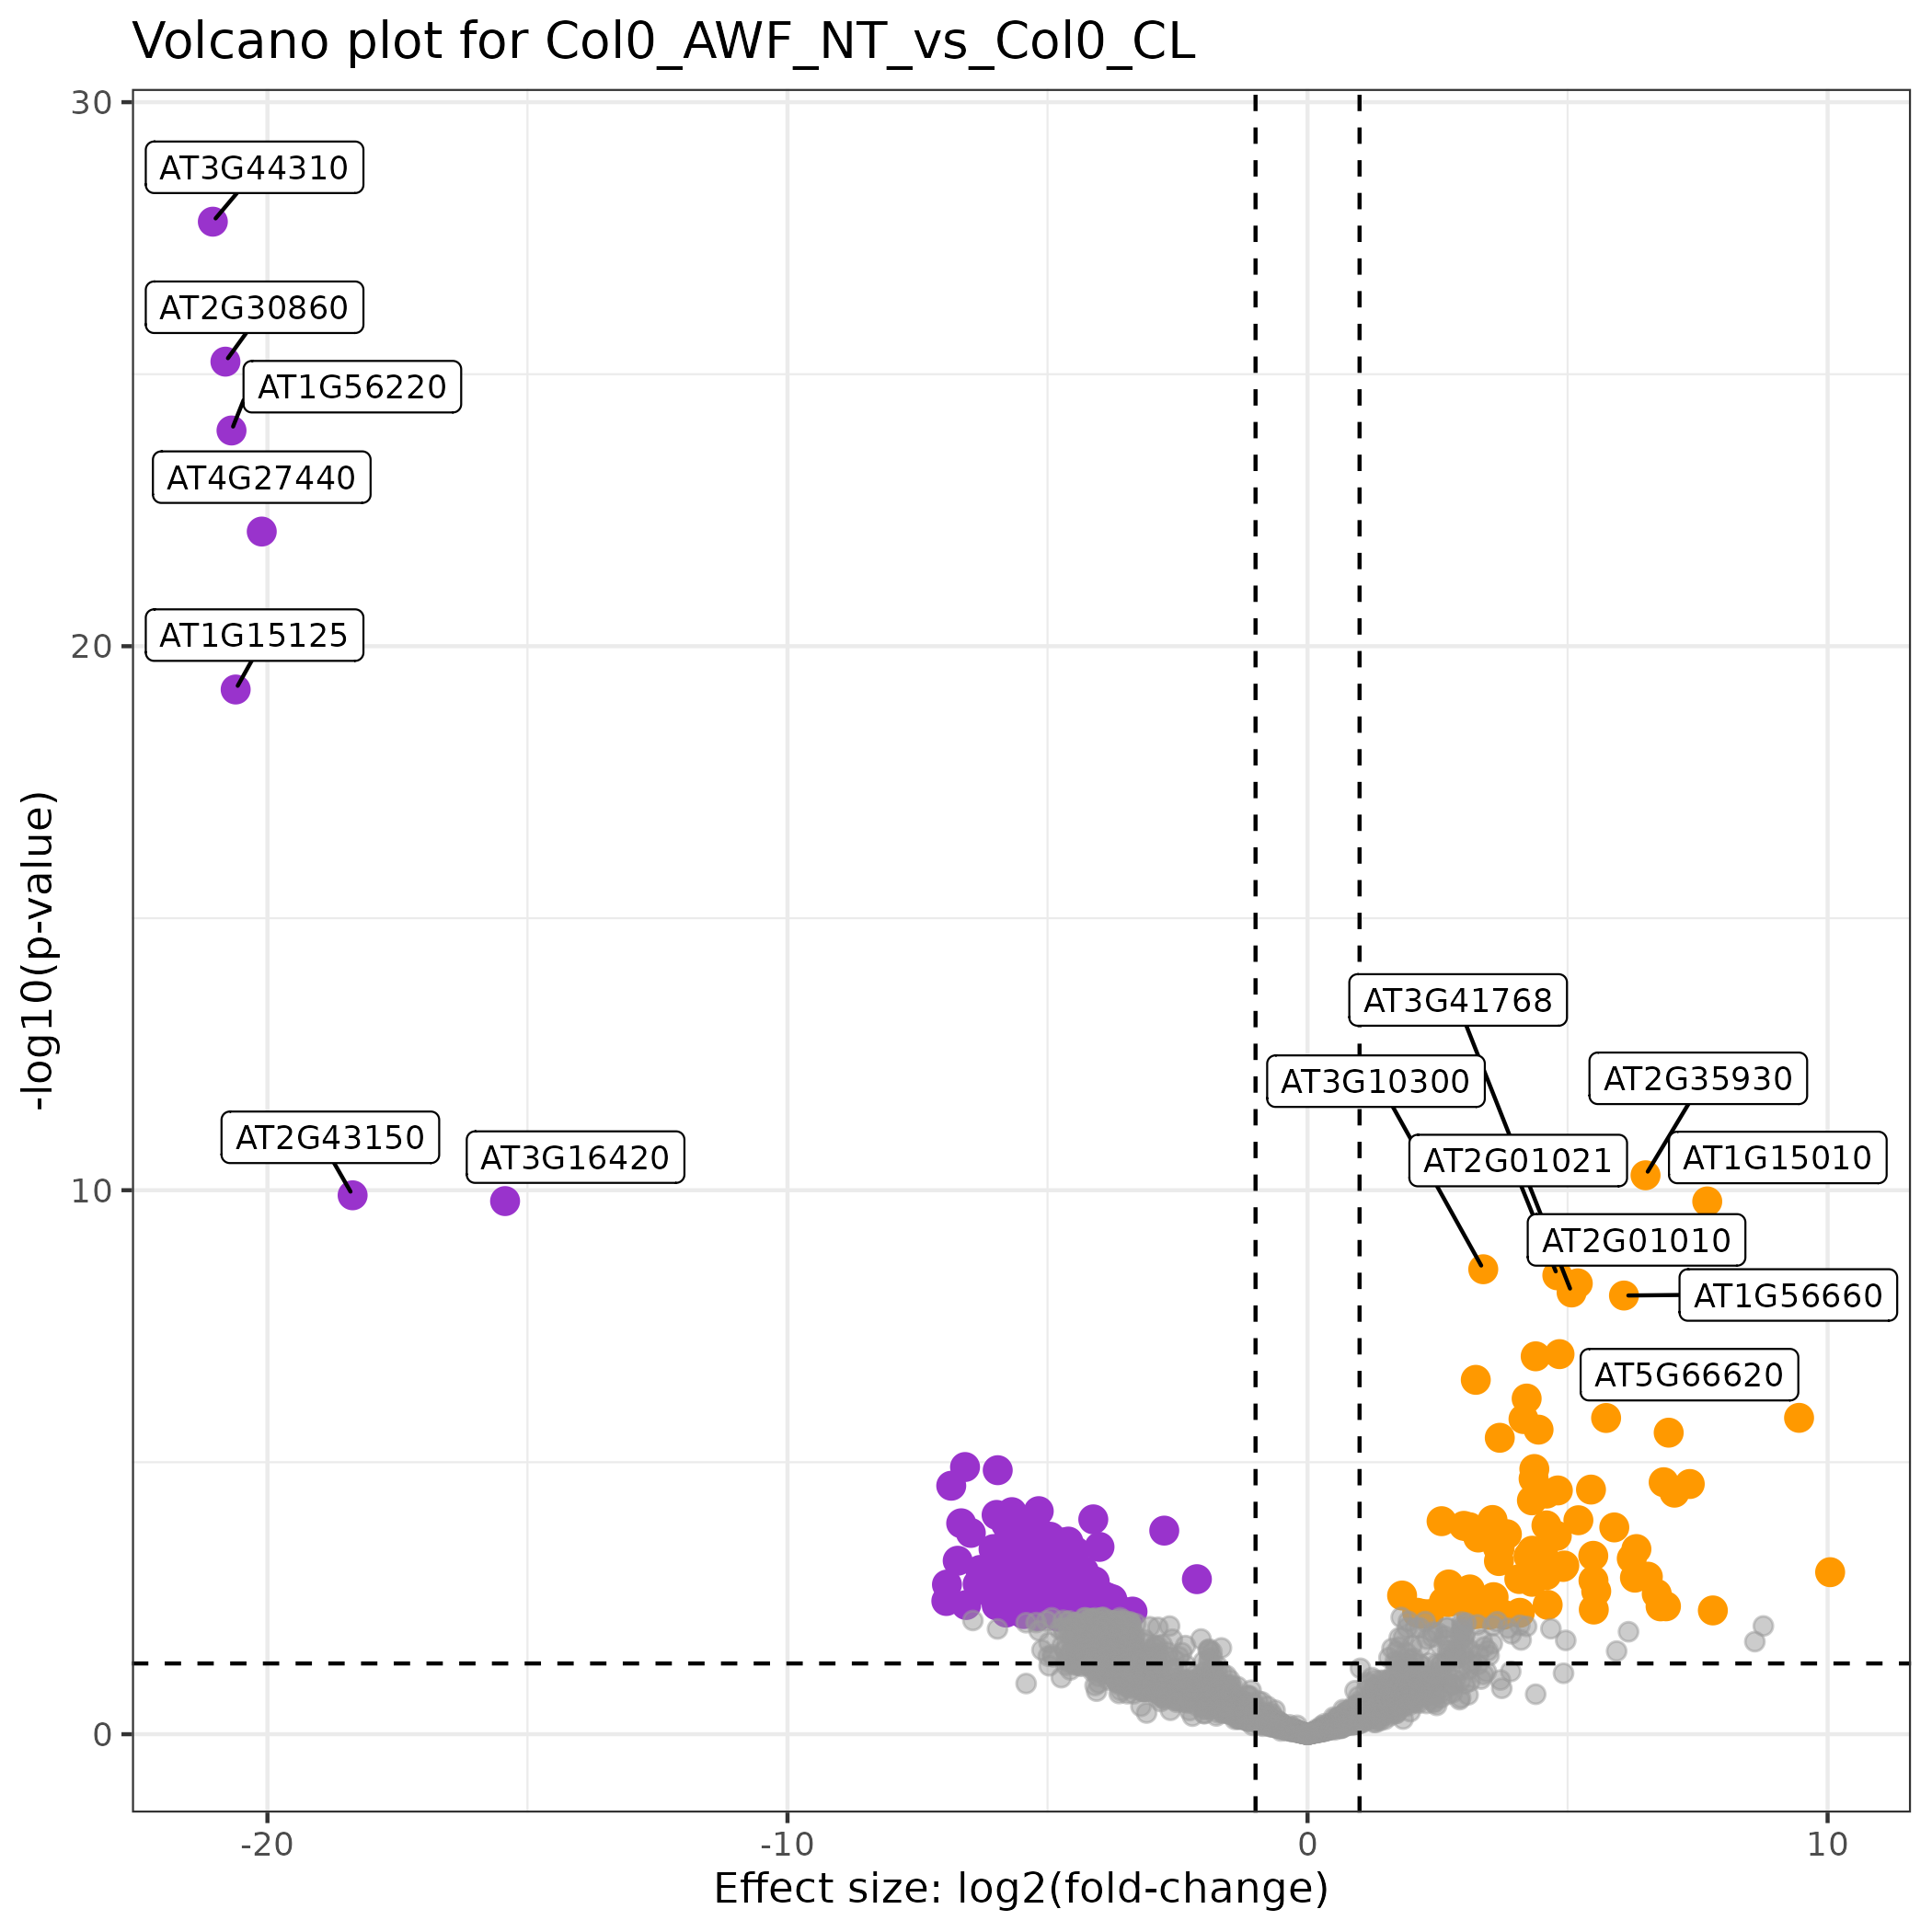 Volcano plot for Col0_AWF_NT_vs_Col0_CL
30
AT3G44310
AT2G30860
AT1G56220
AT4G27440
AT1G15125
20
AT3G41768
AT3G10300
AT2G35930
AT2G43150
AT3G16420
AT2G01021
AT1G15010
10
AT2G01010
AT1G56660
AT5G66620
0
-log10(p-value)
-20
-10
0
10
Effect size: log2(fold-change)